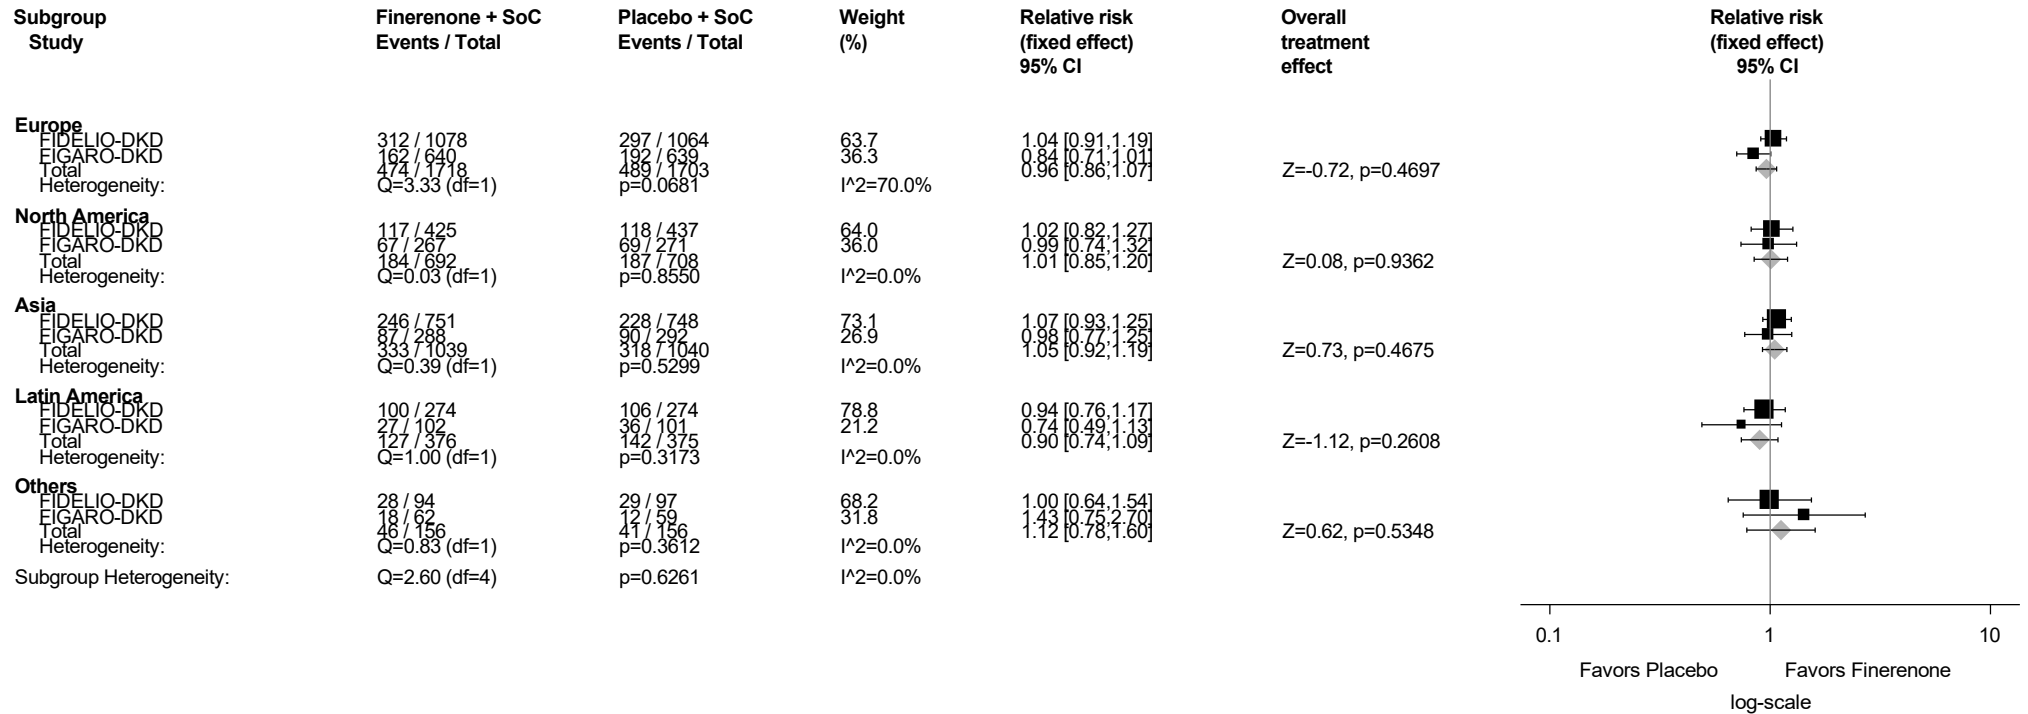 Subgroup Finerenone + SoC Placebo + SoC Weight Relative risk Overall Relative risk
Study Events / Total Events / Total (%) (fixed effect) treatment (fixed effect)
95% CI effect 95% CI
Europe
FIDELIO-DKD 312 / 1078 297 / 1064 63.7 1.04 [0.91,1.19]
FIGARO-DKD 162 / 640 192 / 639 36.3 0.84 [0.71,1.01]
Total 474 / 1718 489 / 1703 0.96 [0.86,1.07] Z=-0.72, p=0.4697
Heterogeneity: Q=3.33 (df=1) p=0.0681 I^2=70.0%
North America
FIDELIO-DKD 117 / 425 118 / 437 64.0 1.02 [0.82,1.27]
FIGARO-DKD 67 / 267 69 / 271 36.0 0.99 [0.74,1.32]
Total 184 / 692 187 / 708 1.01 [0.85,1.20] Z=0.08, p=0.9362
Heterogeneity: Q=0.03 (df=1) p=0.8550 I^2=0.0%
Asia
FIDELIO-DKD 246 / 751 228 / 748 73.1 1.07 [0.93,1.25]
FIGARO-DKD 87 / 288 90 / 292 26.9 0.98 [0.77,1.25]
Total 333 / 1039 318 / 1040 1.05 [0.92,1.19] Z=0.73, p=0.4675
Heterogeneity: Q=0.39 (df=1) p=0.5299 I^2=0.0%
Latin America
FIDELIO-DKD 100 / 274 106 / 274 78.8 0.94 [0.76,1.17]
FIGARO-DKD 27 / 102 36 / 101 21.2 0.74 [0.49,1.13]
Total 127 / 376 142 / 375 0.90 [0.74,1.09] Z=-1.12, p=0.2608
Heterogeneity: Q=1.00 (df=1) p=0.3173 I^2=0.0%
Others
FIDELIO-DKD 28 / 94 29 / 97 68.2 1.00 [0.64,1.54]
FIGARO-DKD 18 / 62 12 / 59 31.8 1.43 [0.75,2.70]
Total 46 / 156 41 / 156 1.12 [0.78,1.60] Z=0.62, p=0.5348
Heterogeneity: Q=0.83 (df=1) p=0.3612 I^2=0.0%
Subgroup Heterogeneity: Q=2.60 (df=4) p=0.6261 I^2=0.0%
0.1 1 10
Favors Placebo Favors Finerenone
log-scale